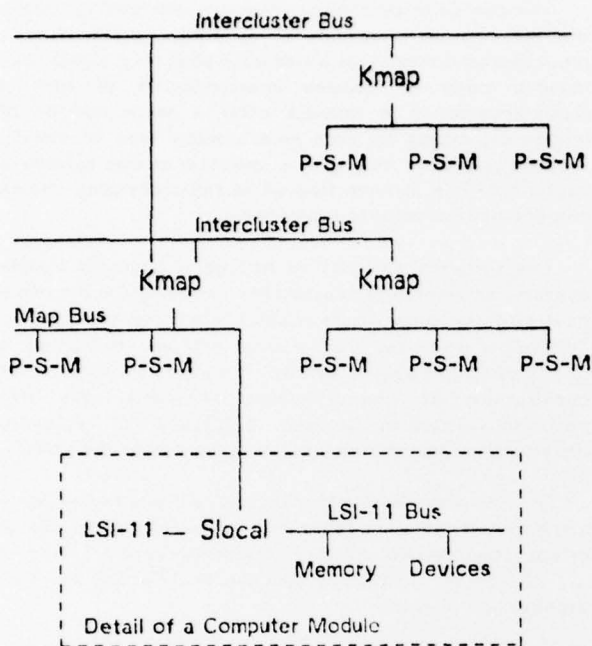 Intercluster Bus
Kmap
P-S-M P-S-M P-S-M
Intercluster Bus
Kmap Kmap
Map Bus
P-S-M P-S-M P-S-M P-S-M P-S-M
LSI-11 — Slocal LSI-11 Bus
Memory Devices
Detail of a Computer Module